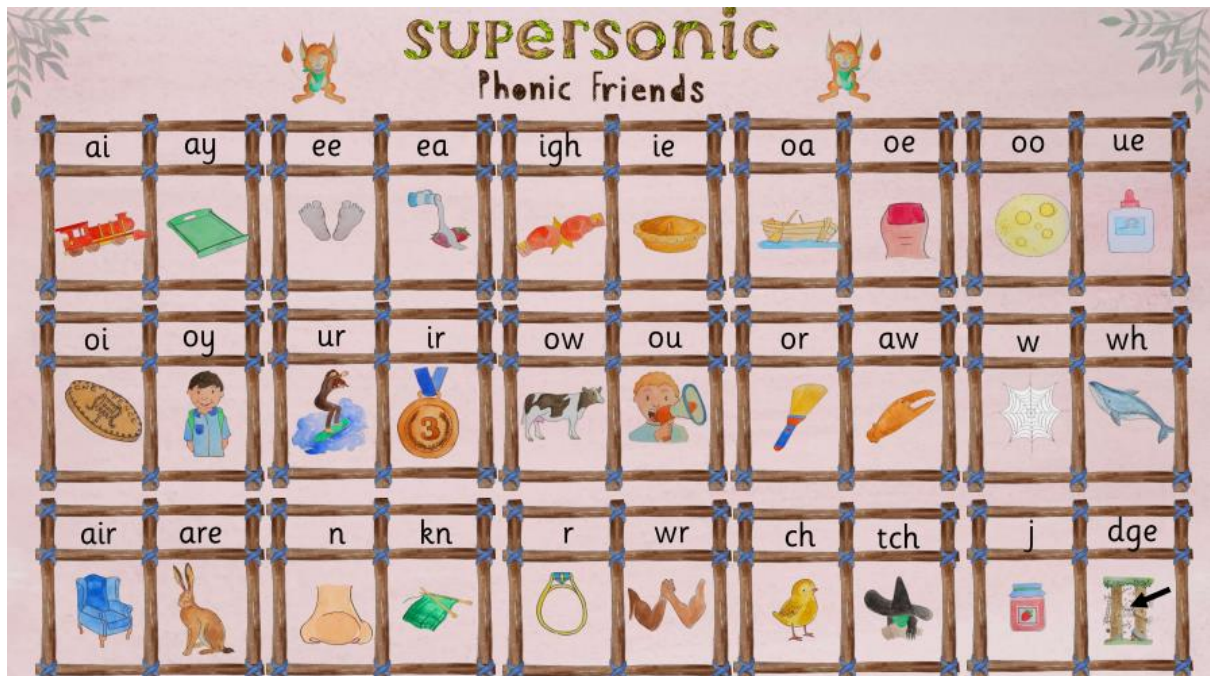 supersonic
Phonic Friends
ai ay ee ea igh ie oa oe oo ue
oi oy ur ir ow ou or aw w wh
3
air are n kn r wr ch tch j dge